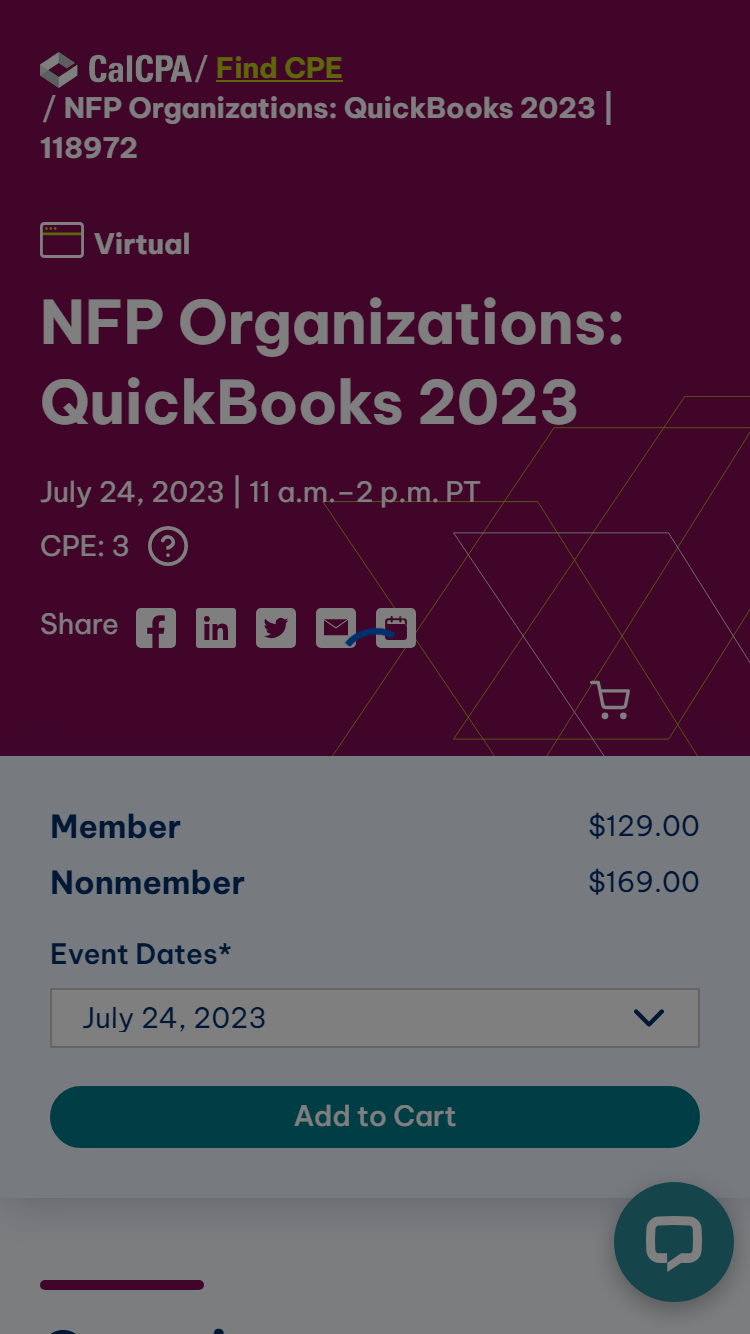 CalCPA / Find CPE
/ NFP Organizations: QuickBooks 2023 |
118972
Virtual
NFP Organizations:
QuickBooks 2023
July 24, 2023 | 11 a.m.–2 p.m. PT
CPE: 3 ?
Share
Member $129.00
Nonmember $169.00
Event Dates*
July 24, 2023
Add to Cart